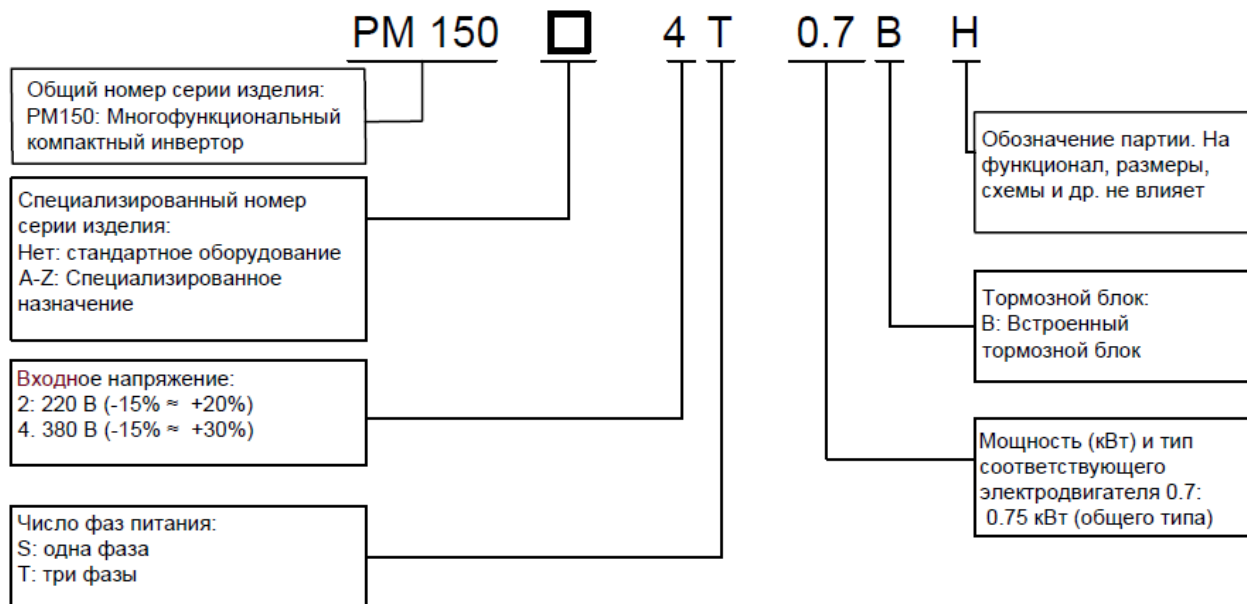 PM 150 4 T 0.7 B H
Общий номер серии изделия:
PM150: Многофункциональный
компактный инвертор
Специализированный номер
серии изделия:
Нет: стандартное оборудование
A-Z: Специализированное
назначение
Входное напряжение:
2: 220 В (-15% ≈ +20%)
4. 380 В (-15% ≈ +30%)
Число фаз питания:
S: одна фаза
T: три фазы
Обозначение партии. На
функционал, размеры,
схемы и др. не влияет
Тормозной блок:
B: Встроенный
тормозной блок
Мощность (кВт) и тип
соответствующего
электродвигателя 0.7:
0.75 кВт (общего типа)